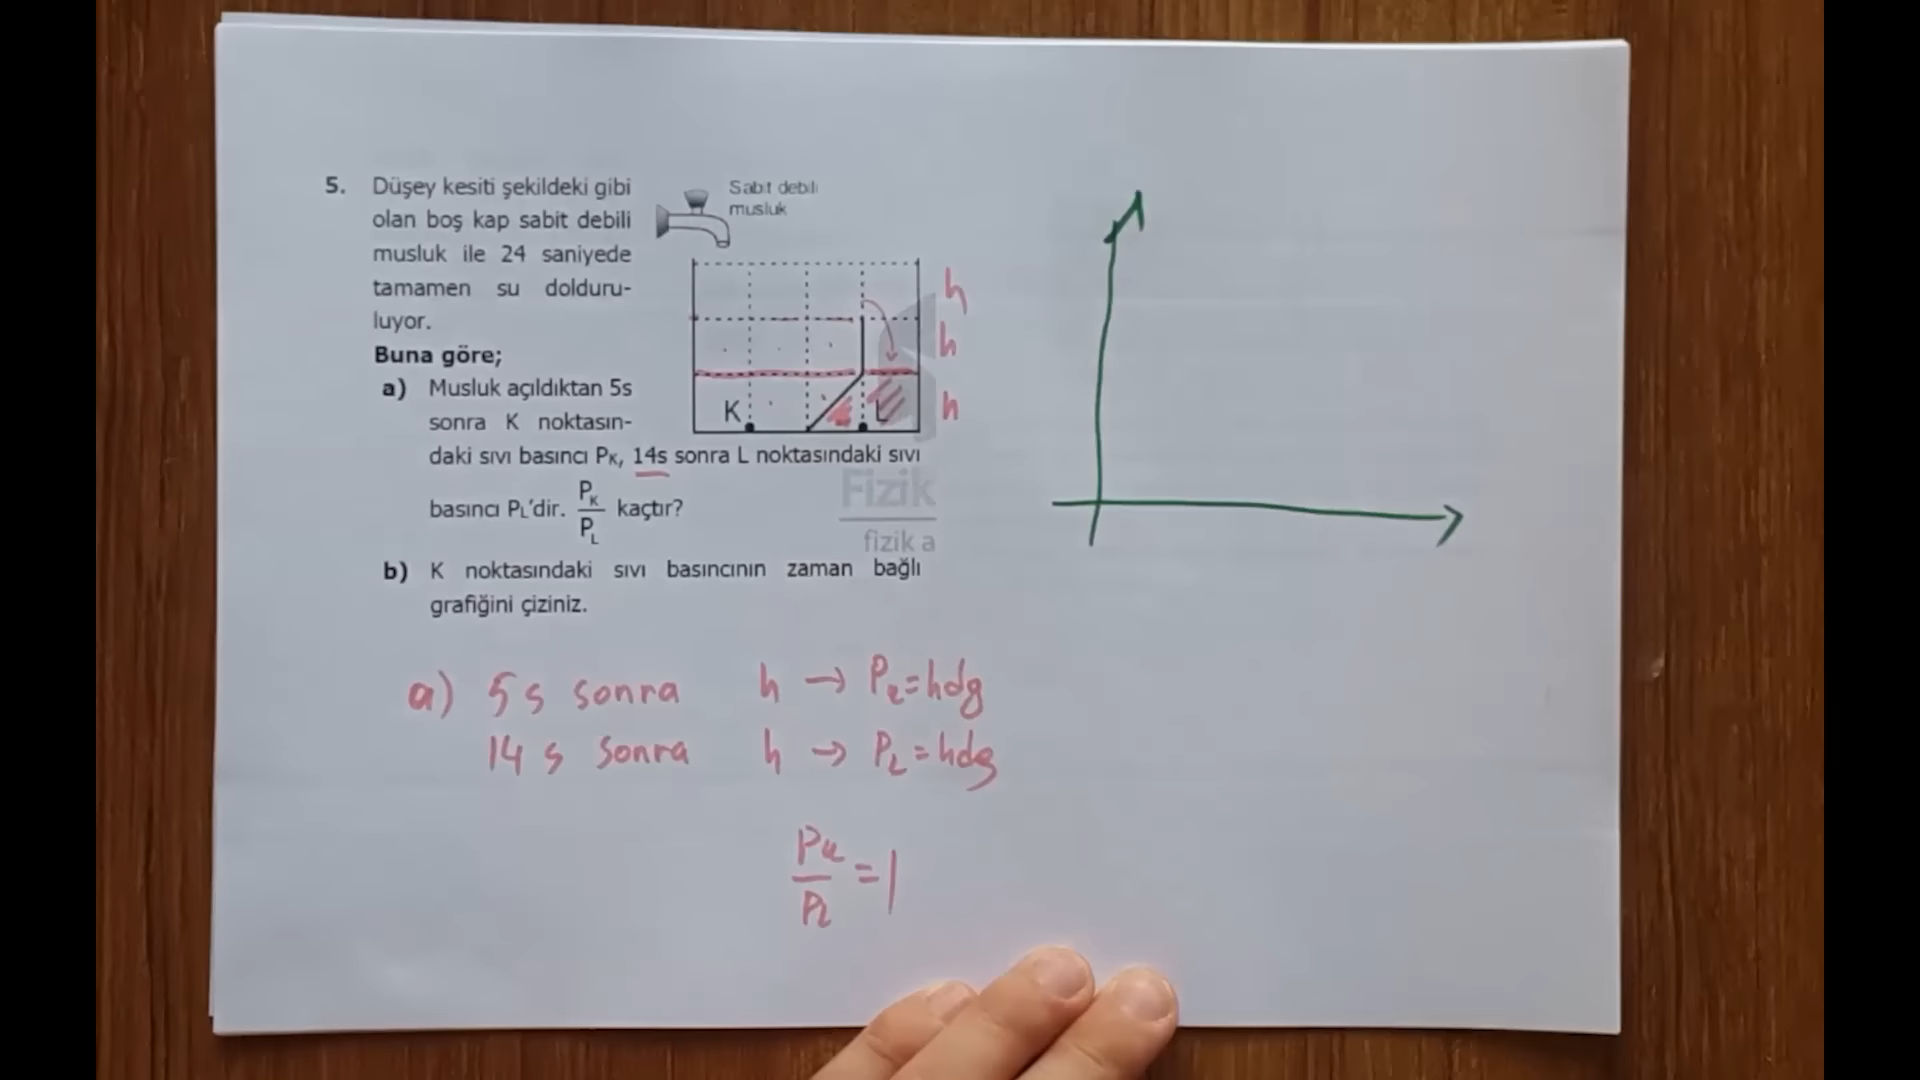 5. Düşey kesiti şekildeki gibi
olan boş kap sabit debili
musluk ile 24 saniyede
tamamen su dolduru-
luyor.
Sabit debili
musluk
h
h
h
K
L
Buna göre;
a) Musluk açıldıktan 5s
sonra K noktasın-
daki sıvı basıncı PK, 14s sonra L noktasındaki sıvı
basıncı PL'dir. PK/PL kaçtır?
Fizik
fizik a
b) K noktasındaki sıvı basıncının zaman bağlı
grafiğini çiziniz.
a) 5 s sonra h → PK = hdg
14 s sonra h → PL = hdg
PK/PL = 1